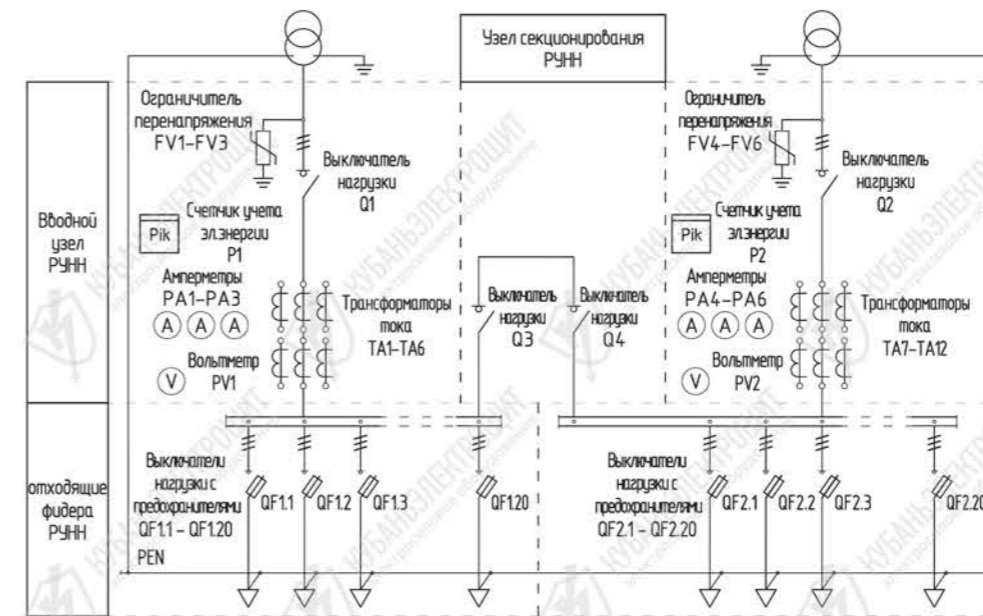 Узел секционирования
РУНН
Вводной
узел
РУНН
Ограничитель
перенапряжения
FV1-FV3
Выключатель
нагрузки
Q1
Pik
Счетчик учета
эл.энергии
P1
Амперметры
PA1-PA3
A A A
Трансформаторы
тока
TA1-TA6
Вольтметр
PV1
V
Выключатель
нагрузки
Q3
Выключатель
нагрузки
Q4
Ограничитель
перенапряжения
FV4-FV6
Выключатель
нагрузки
Q2
Pik
Счетчик учета
эл.энергии
P2
Амперметры
PA4-PA6
A A A
Трансформаторы
тока
TA7-TA12
Вольтметр
PV2
V
отходящие
фидера
РУНН
Выключатели
нагрузки с
предохранителями
QF1.1 - QF1.20
PEN
QF1.1 QF1.2 QF1.3 QF1.20
Выключатели
нагрузки с
предохранителями
QF2.1 - QF2.20
QF2.1 QF2.2 QF2.3 QF2.20
КУБАНЬЭЛЕКТРОЩИТ
электрощитовое оборудование